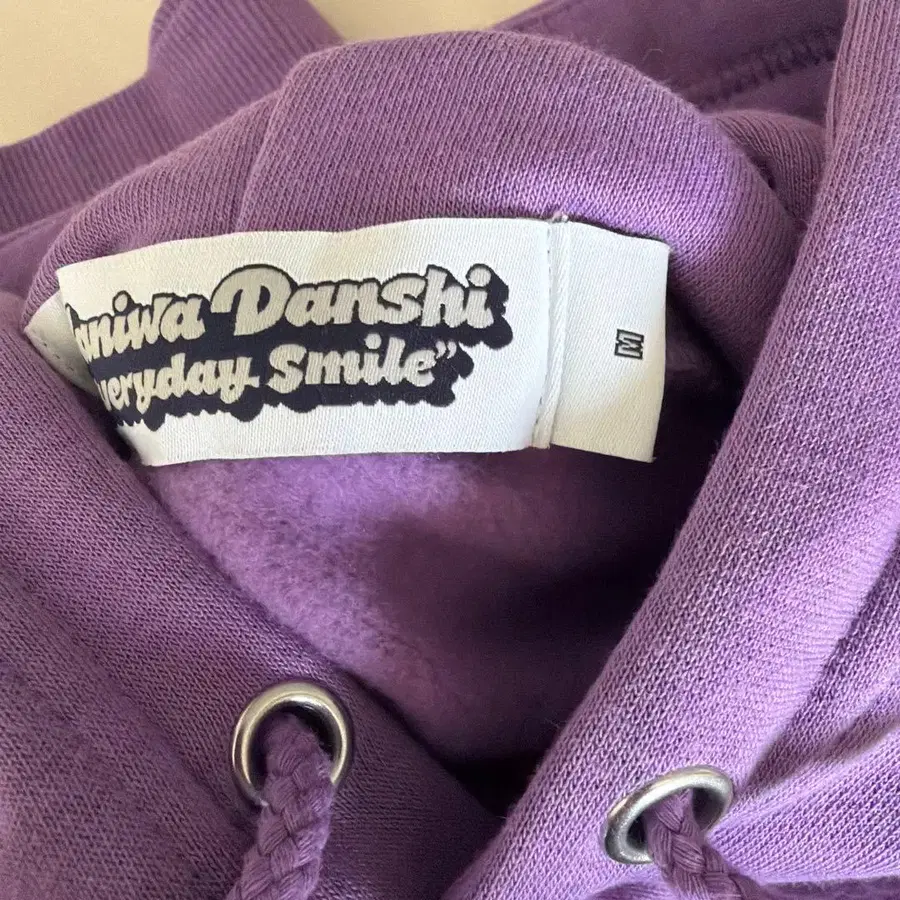 aniwa Danshi
veryday Smile"
M